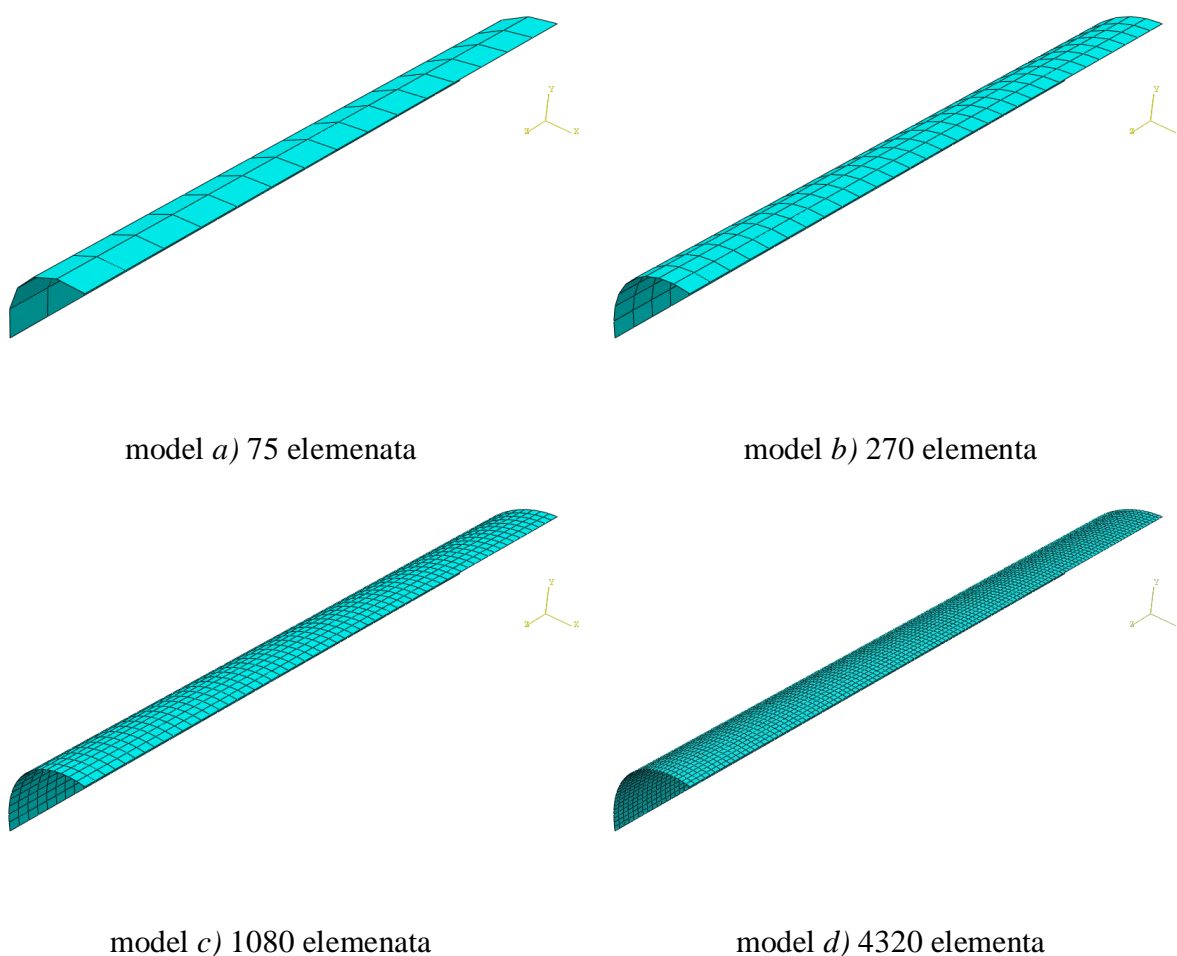 Y
Z
X
Y
Z
model a) 75 elemenata
model b) 270 elementa
Y
Z
X
Y
Z
model c) 1080 elemenata
model d) 4320 elementa